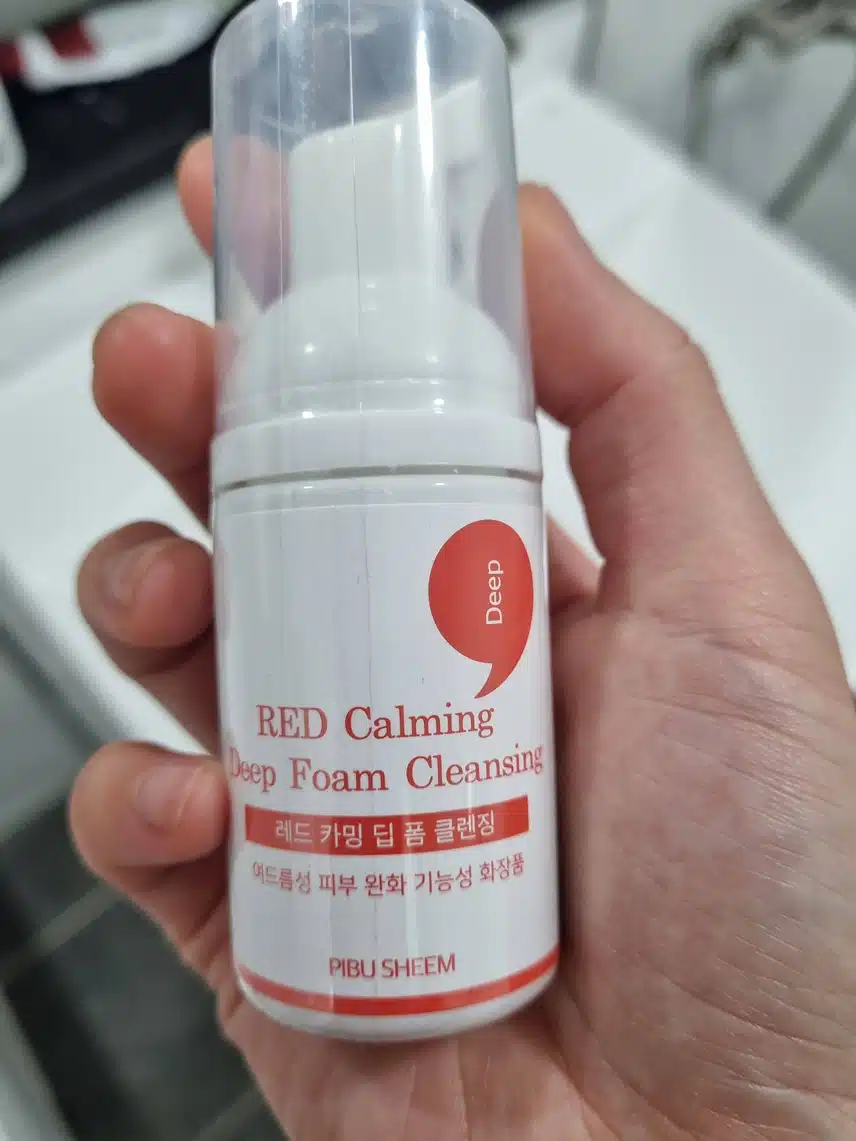 Deep
RED Calming
Deep Foam Cleansing
레드 카밍 딥 폼 클렌징
여드름성 피부 완화 기능성 화장품
PIBU SHEEM